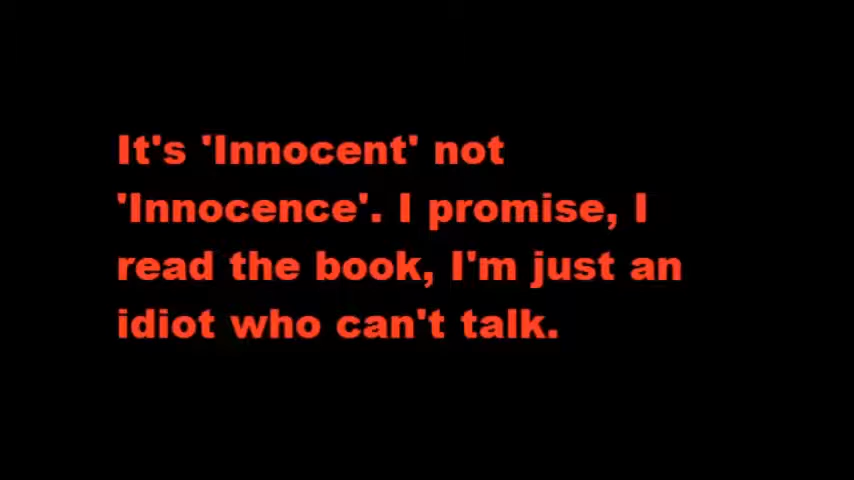 It's 'Innocent' not
'Innocence'. I promise, I
read the book, I'm just an
idiot who can't talk.